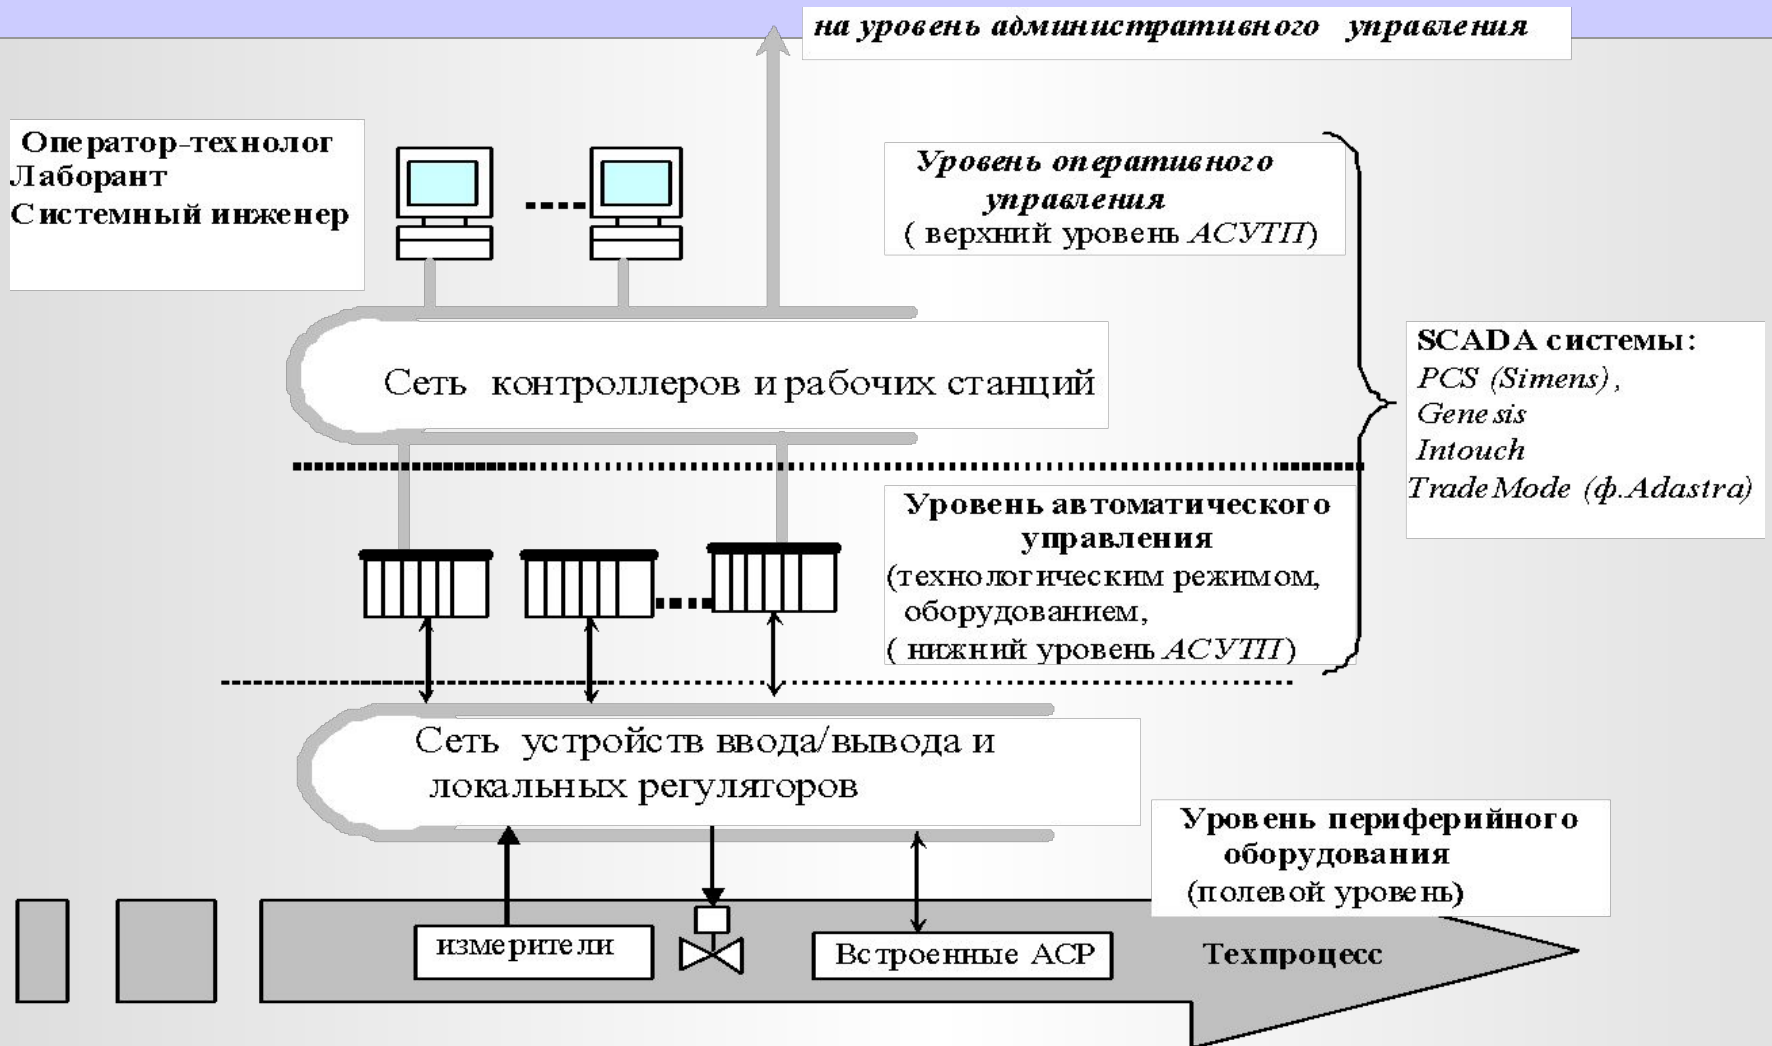 на уровень административного управления
Оператор-технолог
Лаборант
Системный инженер
Уровень оперативного
управления
( верхний уровень АСУТП)
Сеть контроллеров и рабочих станций
SCADA системы:
PCS (Simens),
Genesis
Intouch
TradeMode (ф.Adastra)
Уровень автоматического
управления
(технологическим режимом,
оборудованием,
( нижний уровень АСУТП)
Сеть устройств ввода/вывода и
локальных регуляторов
Уровень периферийного
оборудования
(полевой уровень)
измерители
Встроенные АСР
Техпроцесс